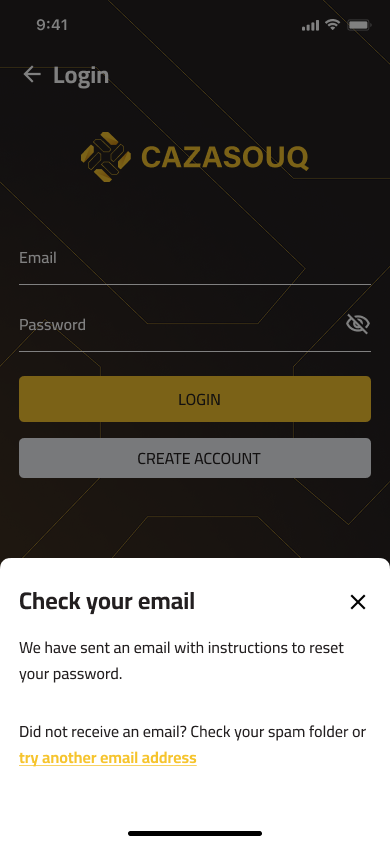 9:41
Login
CAZASOUQ
Email
Password
LOGIN
CREATE ACCOUNT
Check your email
We have sent an email with instructions to reset
your password.
Did not receive an email? Check your spam folder or
try another email address